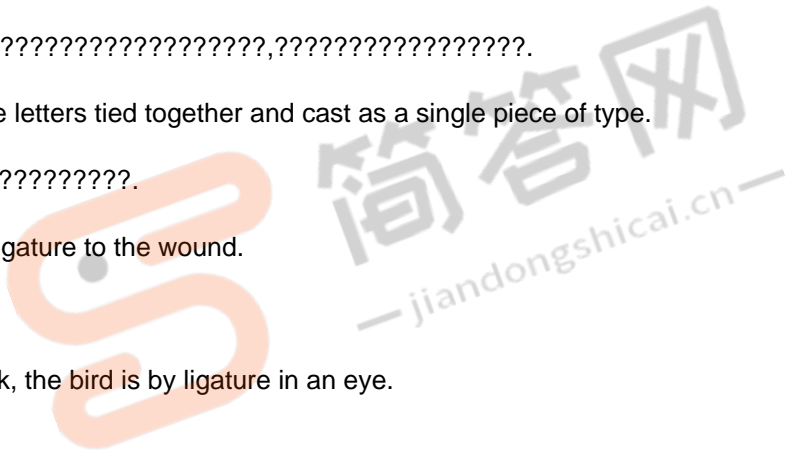 ??????????????????,?????????????????.
e letters tied together and cast as a single piece of type.
?????????.
gature to the wound.
k, the bird is by ligature in an eye.
简答网
jiandongshicai.cn